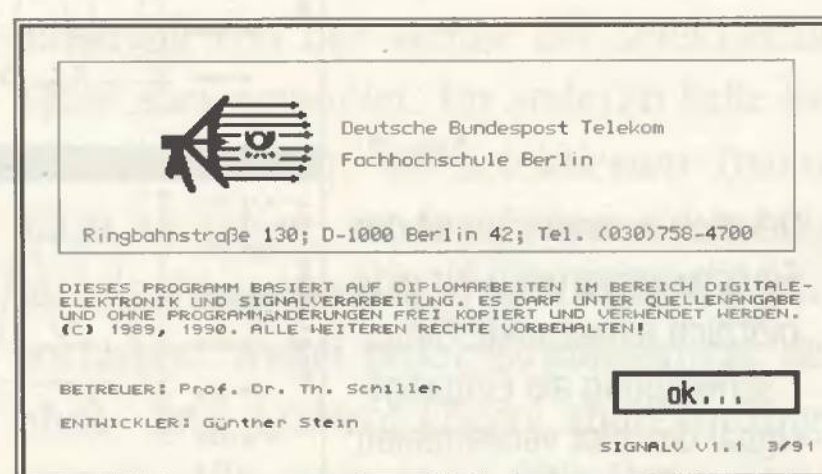 Deutsche Bundespost Telekom
Fachhochschule Berlin
Ringbahnstraße 130; D-1000 Berlin 42; Tel. (030)758-4700
DIESES PROGRAMM BASIERT AUF DIPLOMARBEITEN IM BEREICH DIGITALE-
ELEKTRONIK UND SIGNALVERARBEITUNG. ES DARF UNTER QUELLENANGABE
UND OHNE PROGRAMMÄNDERUNGEN FREI KOPIERT UND VERWENDET WERDEN.
(C) 1989, 1990. ALLE WEITEREN RECHTE VORBEHALTEN!
BETREUER: Prof. Dr. Th. Schiller
ok...
ENTWICKLER: Günther Stein
SIGNALV V1.1 3/91